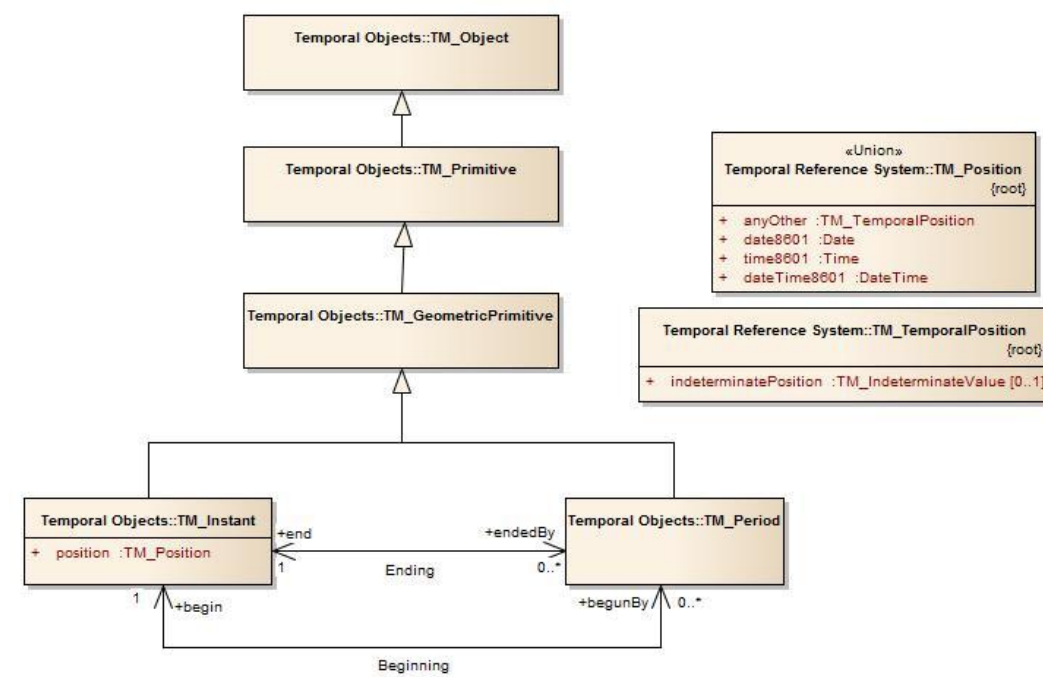 Temporal Objects::TM_Object
Temporal Objects::TM_Primitive
«Union»
Temporal Reference System::TM_Position
{root}
+ anyOther :TM_TemporalPosition
+ date8601 :Date
+ time8601 :Time
+ dateTime8601 :DateTime
Temporal Objects::TM_GeometricPrimitive
Temporal Reference System::TM_TemporalPosition
{root}
+ indeterminatePosition :TM_IndeterminateValue [0..1]
Temporal Objects::TM_Instant
+ position :TM_Position
Temporal Objects::TM_Period
+end
+endedBy
1
Ending
0..*
1
+begin
+begunBy
0..*
Beginning